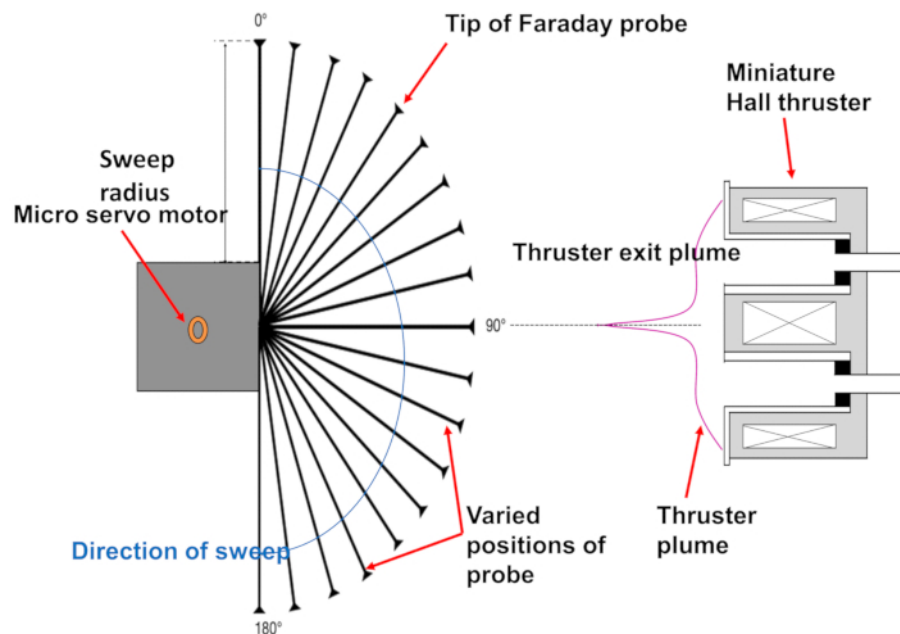 0°
Tip of Faraday probe
Miniature
Hall thruster
Sweep
radius
Micro servo motor
Thruster exit plume
90°
Direction of sweep
Varied
positions of
probe
Thruster
plume
180°